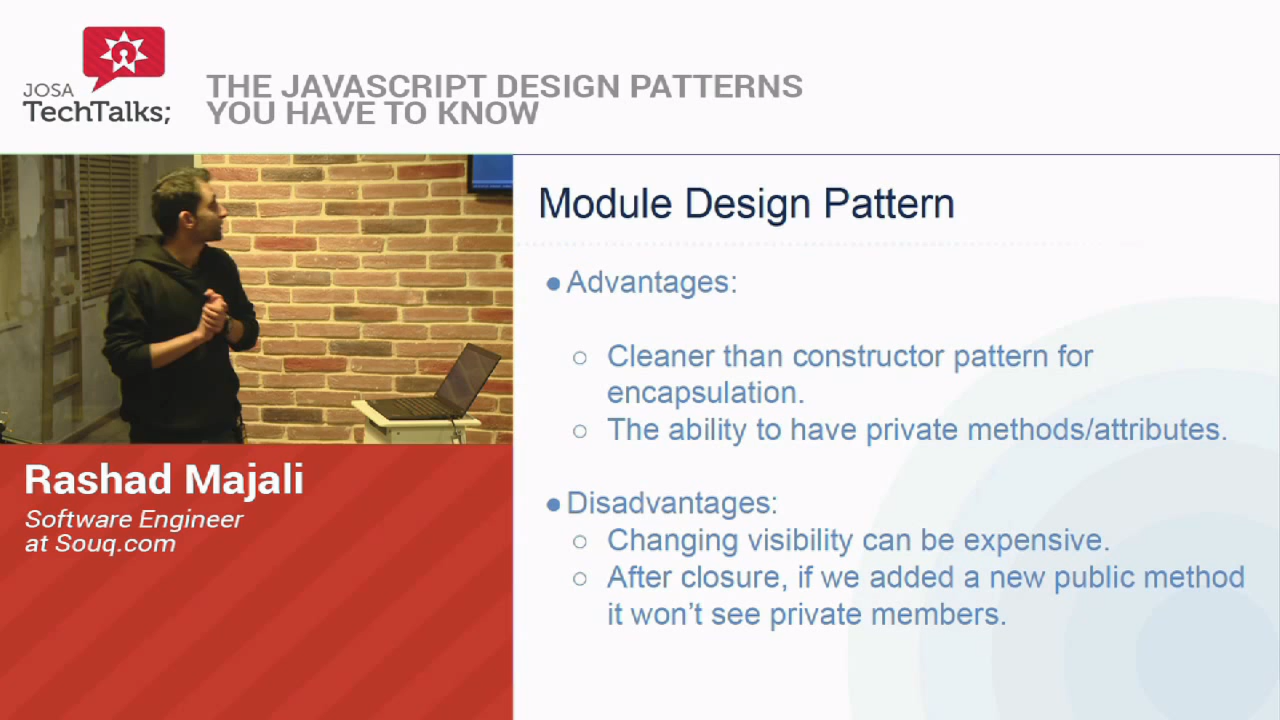 JOSA
TechTalks;
THE JAVASCRIPT DESIGN PATTERNS
YOU HAVE TO KNOW
Module Design Pattern
●Advantages:
○ Cleaner than constructor pattern for
encapsulation.
○ The ability to have private methods/attributes.
●Disadvantages:
○ Changing visibility can be expensive.
○ After closure, if we added a new public method
it won't see private members.
Rashad Majali
Software Engineer
at Souq.com